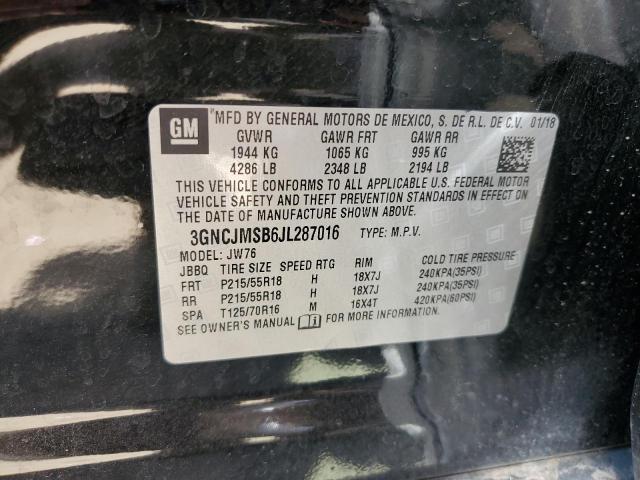 GM
"MFD BY GENERAL MOTORS DE MEXICO, S. DE R.L. DE C.V. 01/18
GVWR GAWR FRT GAWR RR
1944 KG 1065 KG 995 KG
4286 LB 2348 LB 2194 LB
THIS VEHICLE CONFORMS TO ALL APPLICABLE U.S. FEDERAL MOTOR
VEHICLE SAFETY AND THEFT PREVENTION STANDARDS IN EFFECT ON
THE DATE OF MANUFACTURE SHOWN ABOVE.
3GNCJMSB6JL287016 TYPE: M.P.V.
MODEL: JW76
JBBQ TIRE SIZE SPEED RTG RIM COLD TIRE PRESSURE
FRT P215/55R18 H 18X7J 240KPA(35PSI)
RR P215/55R18 H 18X7J 240KPA(35PSI)
SPA T125/70R16 M 16X4T 420KPA(60PSI)
SEE OWNER'S MANUAL FOR MORE INFORMATION.